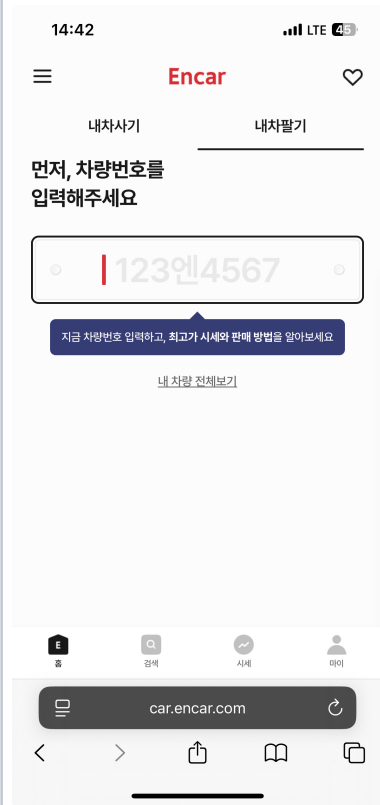 14:42
LTE 45
Encar
내차사기
내차팔기
먼저, 차량번호를
입력해주세요
123엔4567
지금 차량번호 입력하고, 최고가 시세와 판매 방법을 알아보세요
내 차량 전체보기
E
홈
검색
시세
마이
car.encar.com